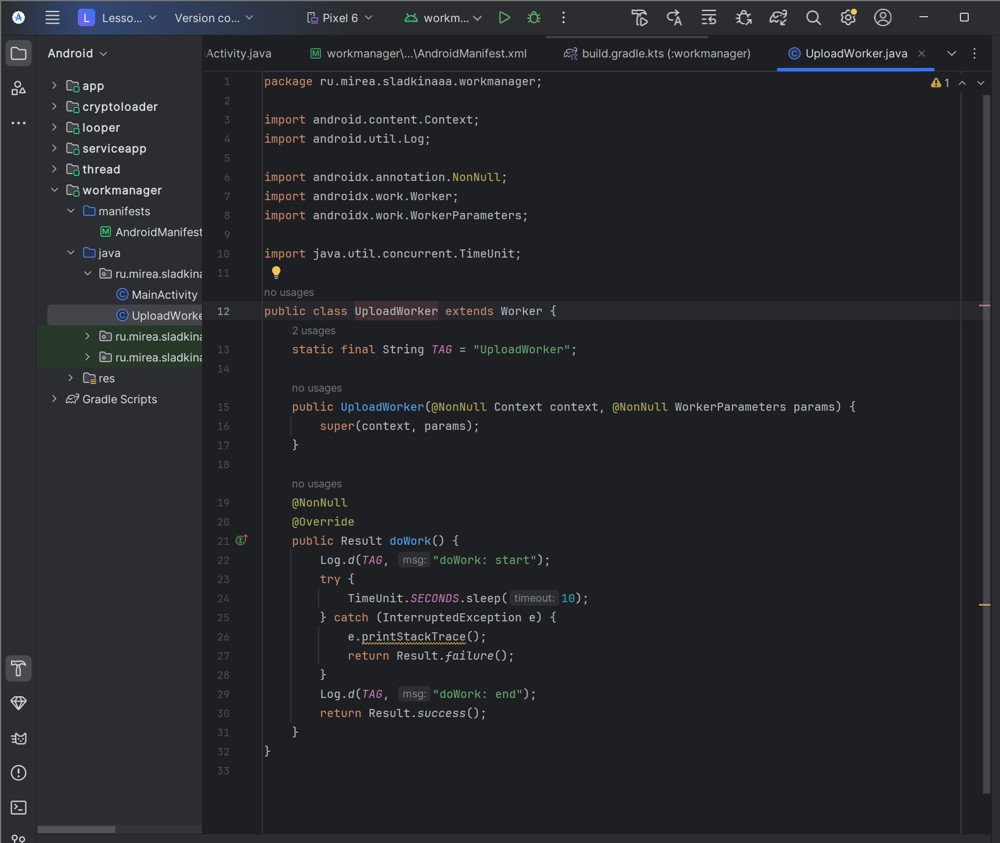 L Lesso... Version co... Pixel 6 workm...
Android
app
cryptoloader
looper
serviceapp
thread
workmanager
manifests
AndroidManifest
java
ru.mirea.sladkina
MainActivity
UploadWorke
ru.mirea.sladkina
ru.mirea.sladkina
res
Gradle Scripts
Activity.java workmanager\...\AndroidManifest.xml build.gradle.kts (:workmanager) UploadWorker.java
1
1 package ru.mirea.sladkinaaa.workmanager;
2
3 import android.content.Context;
4 import android.util.Log;
5
6 import androidx.annotation.NonNull;
7 import androidx.work.Worker;
8 import androidx.work.WorkerParameters;
9
10 import java.util.concurrent.TimeUnit;
11
no usages
12 public class UploadWorker extends Worker {
2 usages
13 static final String TAG = "UploadWorker";
14
no usages
15 public UploadWorker(@NonNull Context context, @NonNull WorkerParameters params) {
16 super(context, params);
17 }
18
no usages
19 @NonNull
20 @Override
21 public Result doWork() {
22 Log.d(TAG, msg: "doWork: start");
23 try {
24 TimeUnit.SECONDS.sleep( timeout: 10);
25 } catch (InterruptedException e) {
26 e.printStackTrace();
27 return Result.failure();
28 }
29 Log.d(TAG, msg: "doWork: end");
30 return Result.success();
31 }
32 }
33